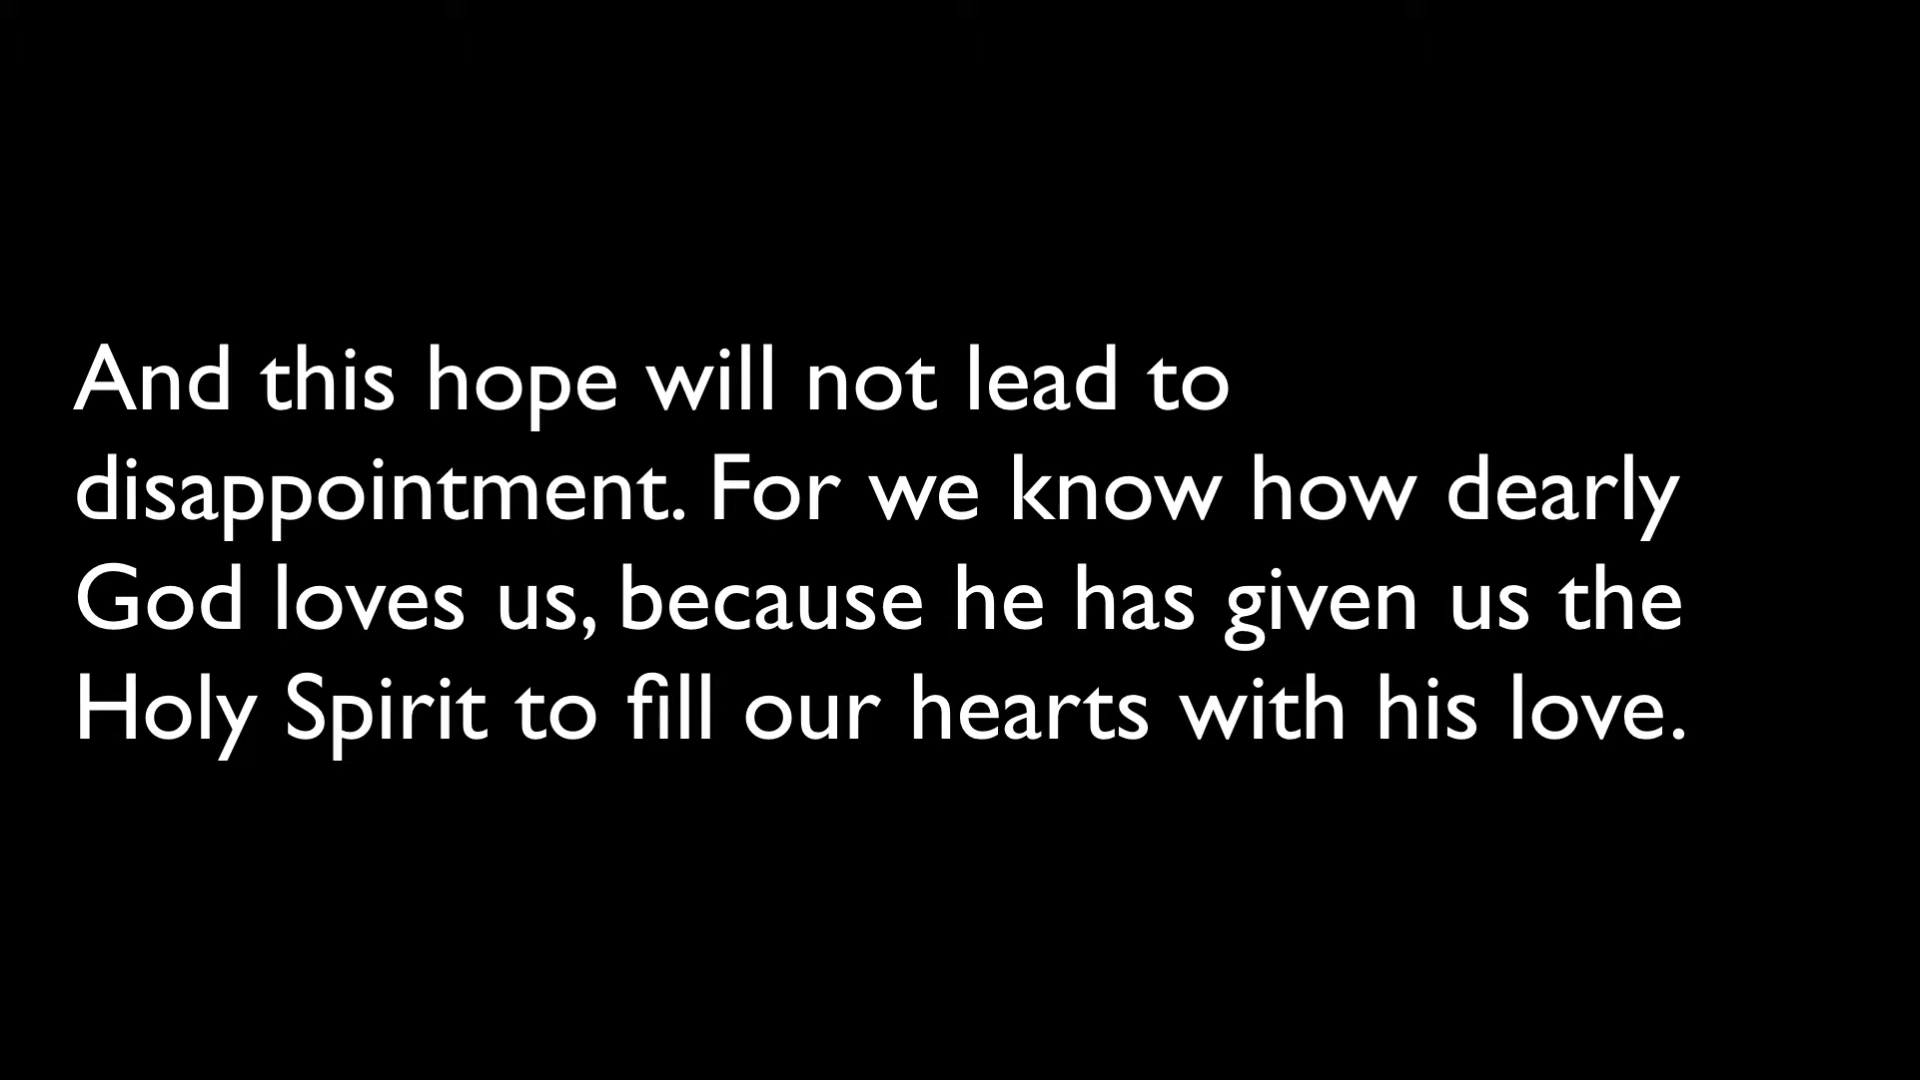 And this hope will not lead to
disappointment. For we know how dearly
God loves us, because he has given us the
Holy Spirit to fill our hearts with his love.